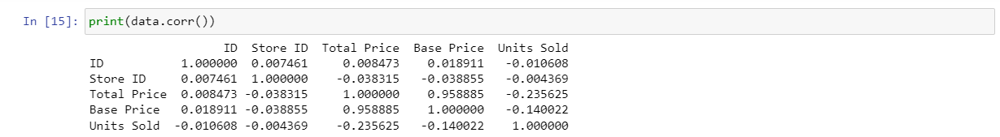 In [15]: print(data.corr())
ID Store ID Total Price Base Price Units Sold
ID 1.000000 0.007461 0.008473 0.018911 -0.010608
Store ID 0.007461 1.000000 -0.038315 -0.038855 -0.004369
Total Price 0.008473 -0.038315 1.000000 0.958885 -0.235625
Base Price 0.018911 -0.038855 0.958885 1.000000 -0.140022
Units Sold -0.010608 -0.004369 -0.235625 -0.140022 1.000000